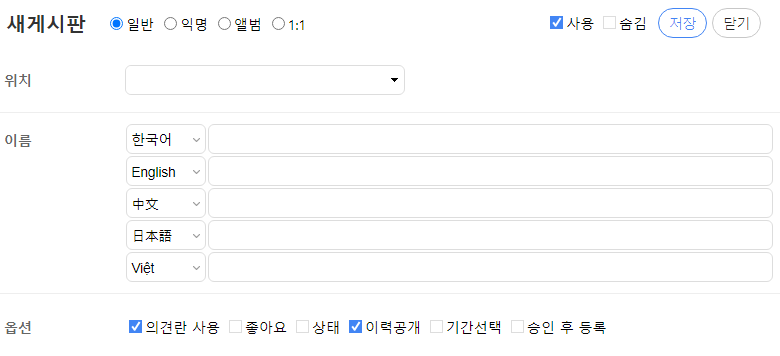 새게시판 일반 익명 앨범 1:1 사용 숨김 저장 닫기
위치
이름 한국어
English
中文
日本語
Việt
옵션 의견란 사용 좋아요 상태 이력공개 기간선택 승인 후 등록